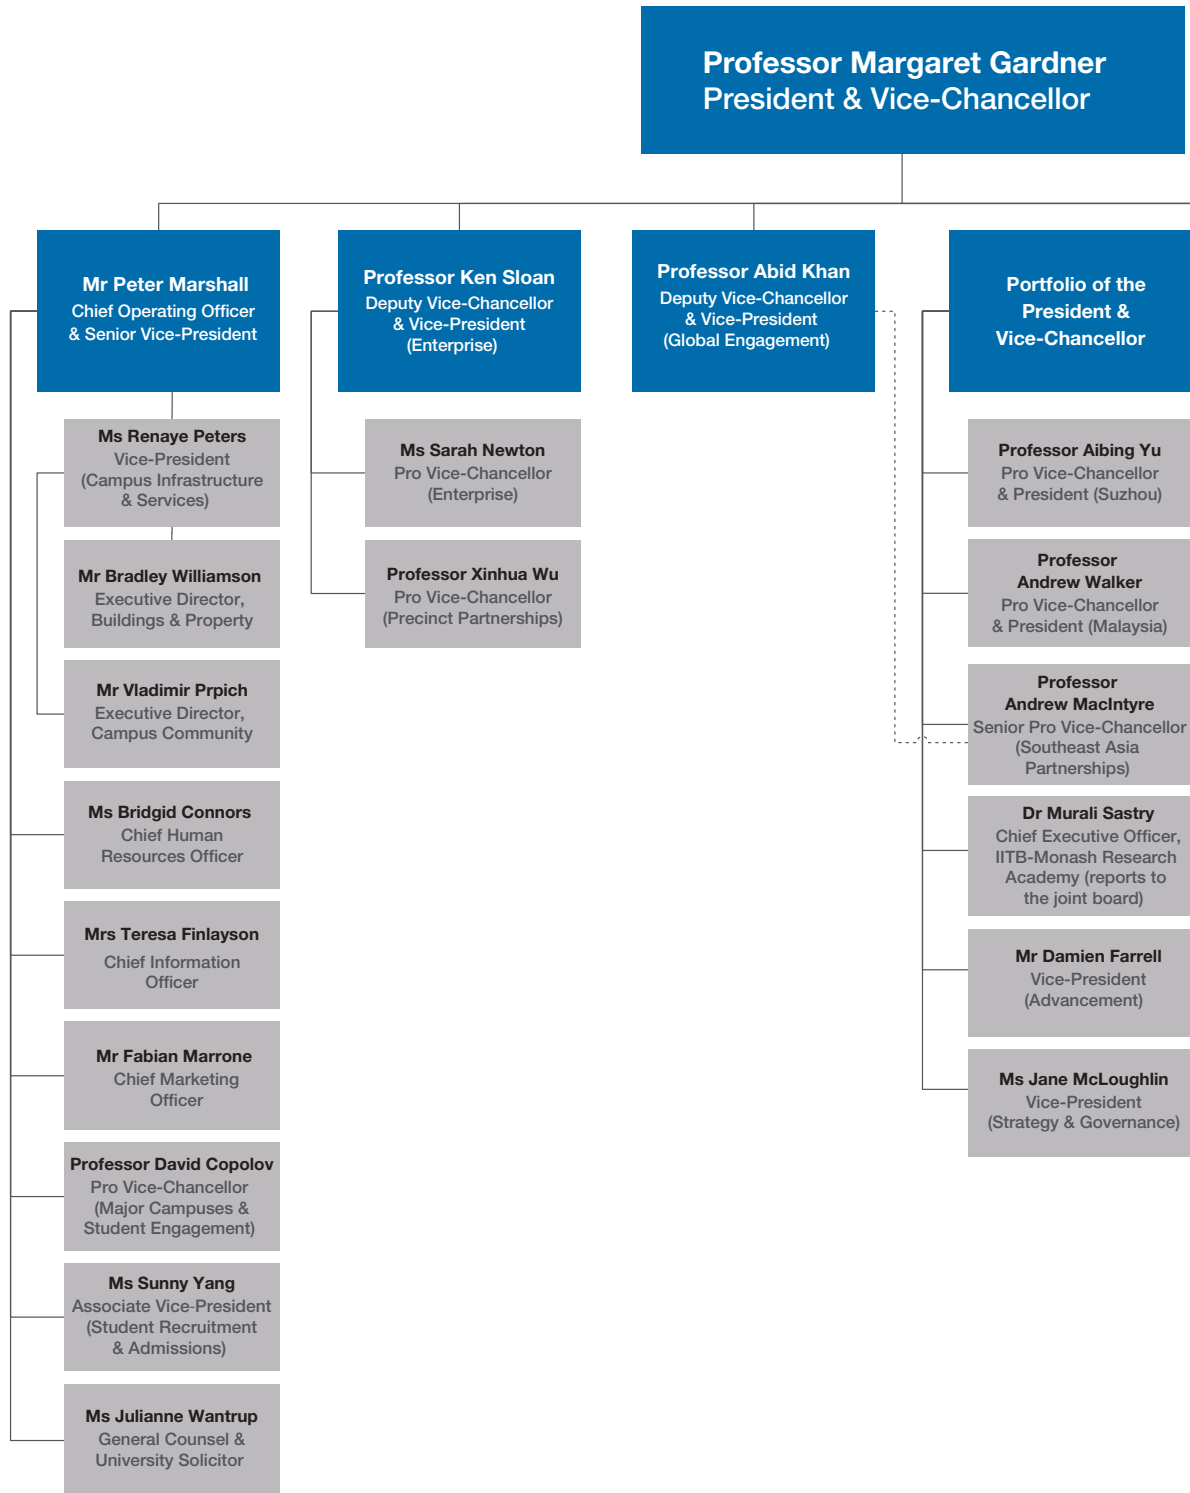 Professor Margaret Gardner
President & Vice-Chancellor
Mr Peter Marshall
Chief Operating Officer
& Senior Vice-President
Ms Renaye Peters
Vice-President
(Campus Infrastructure
& Services)
Mr Bradley Williamson
Executive Director,
Buildings & Property
Mr Vladimir Prpich
Executive Director,
Campus Community
Ms Bridgid Connors
Chief Human
Resources Officer
Mrs Teresa Finlayson
Chief Information
Officer
Mr Fabian Marrone
Chief Marketing
Officer
Professor David Copolov
Pro Vice-Chancellor
(Major Campuses &
Student Engagement)
Ms Sunny Yang
Associate Vice-President
(Student Recruitment
& Admissions)
Ms Julianne Wantrup
General Counsel &
University Solicitor
Professor Ken Sloan
Deputy Vice-Chancellor
& Vice-President
(Enterprise)
Ms Sarah Newton
Pro Vice-Chancellor
(Enterprise)
Professor Xinhua Wu
Pro Vice-Chancellor
(Precinct Partnerships)
Professor Abid Khan
Deputy Vice-Chancellor
& Vice-President
(Global Engagement)
Portfolio of the
President &
Vice-Chancellor
Professor Aibing Yu
Pro Vice-Chancellor
& President (Suzhou)
Professor
Andrew Walker
Pro Vice-Chancellor
& President (Malaysia)
Professor
Andrew MacIntyre
Senior Pro Vice-Chancellor
(Southeast Asia
Partnerships)
Dr Murali Sastry
Chief Executive Officer,
IITB-Monash Research
Academy (reports to
the joint board)
Mr Damien Farrell
Vice-President
(Advancement)
Ms Jane McLoughlin
Vice-President
(Strategy & Governance)